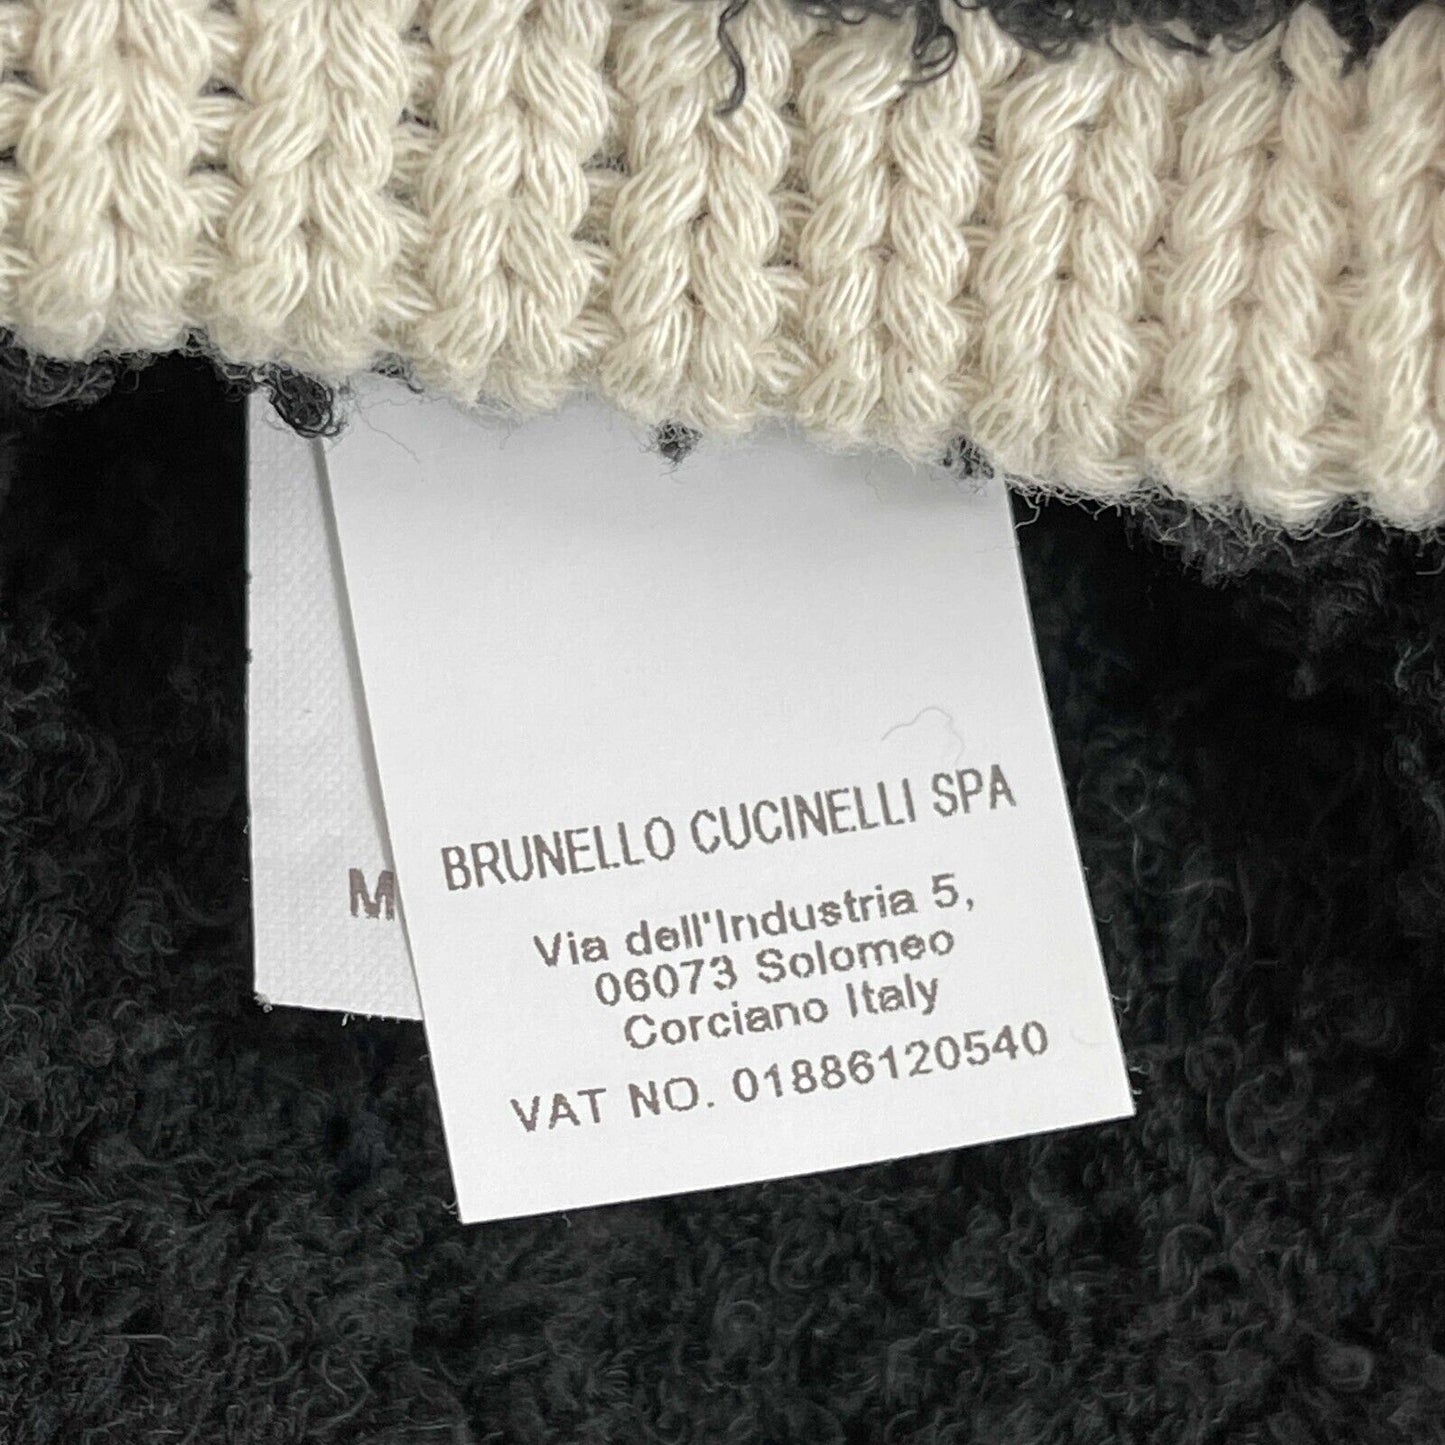 BRUNELLO CUCINELLI SPA
Via dell'Industria 5,
06073 Solomeo
Corciano Italy
VAT NO. 01886120540
M